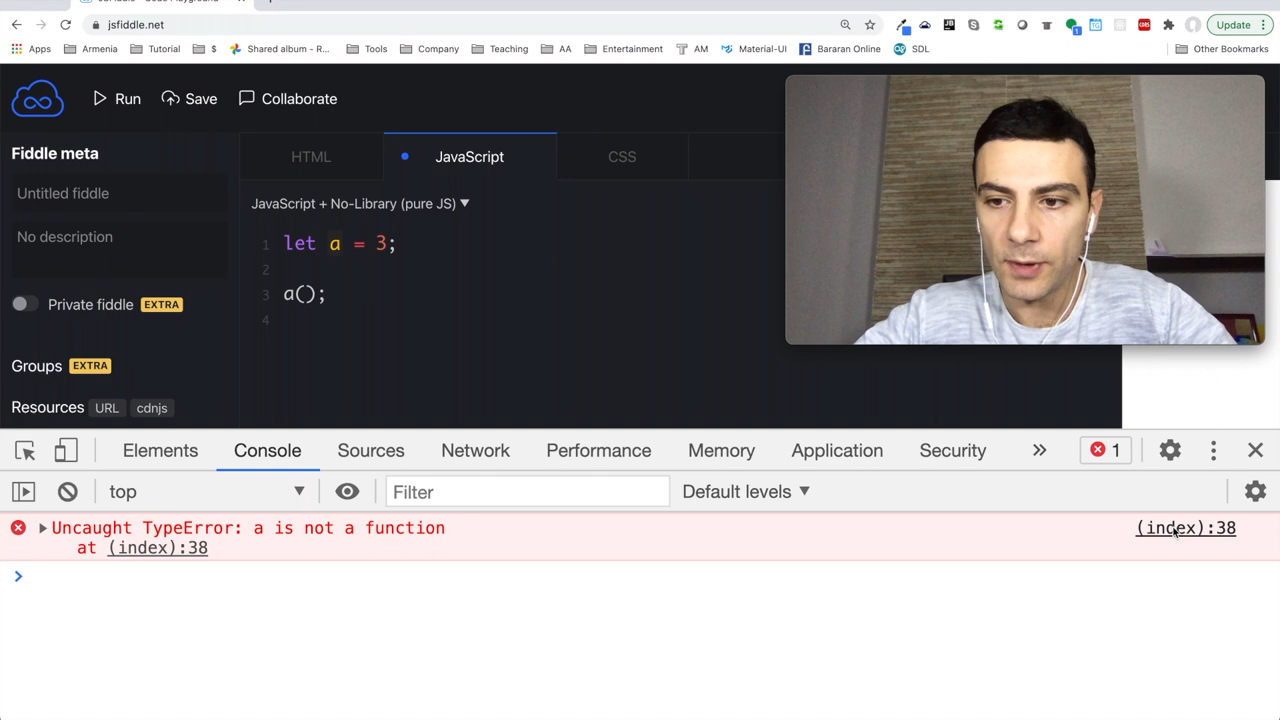 jsfiddle.net
Update
Apps Armenia Tutorial $ Shared album - R... Tools Company Teaching AA Entertainment AM Material-UI Bararan Online SDL Other Bookmarks
Run Save Collaborate
Fiddle meta
HTML JavaScript CSS
Untitled fiddle
JavaScript + No-Library (pure JS) ▼
No description
1 let a = 3;
2
3 a();
4
Private fiddle EXTRA
Groups EXTRA
Resources URL cdnjs
Elements Console Sources Network Performance Memory Application Security » 1
top ▼ Filter Default levels ▼
Uncaught TypeError: a is not a function (index):38
at (index):38